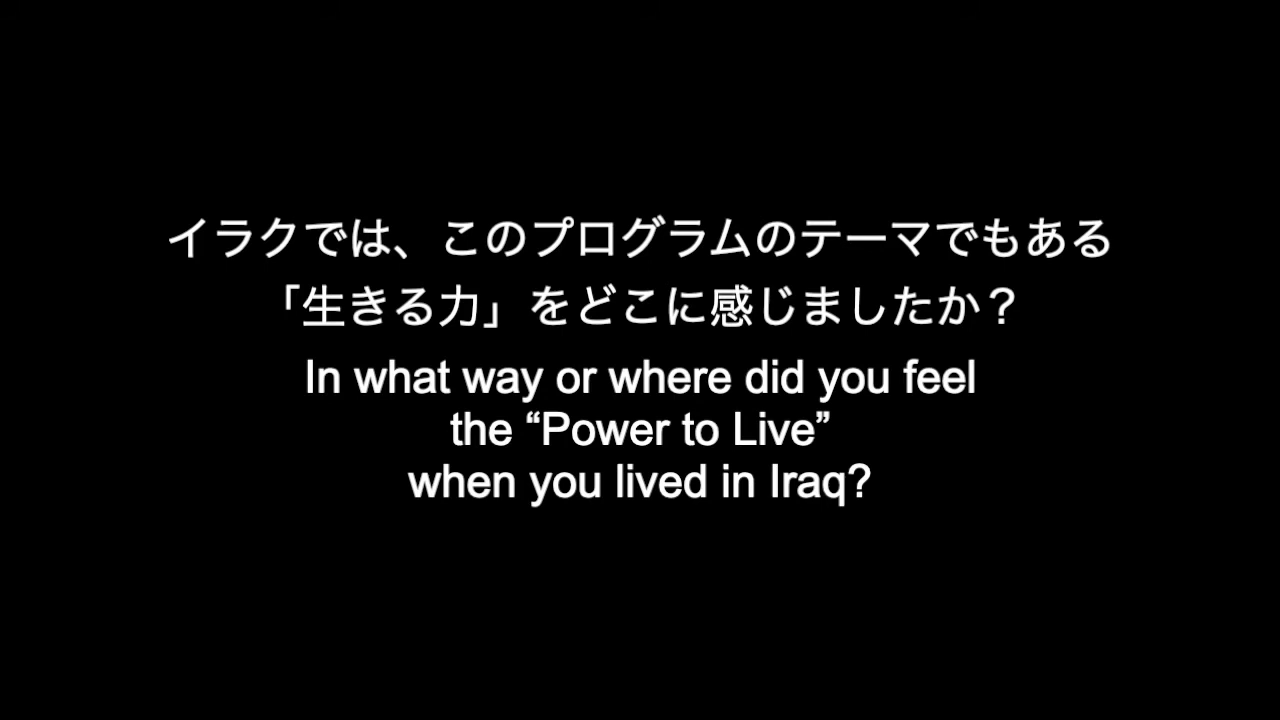 イラクでは、このプログラムのテーマでもある
「生きる力」をどこに感じましたか？
In what way or where did you feel
the “Power to Live”
when you lived in Iraq?